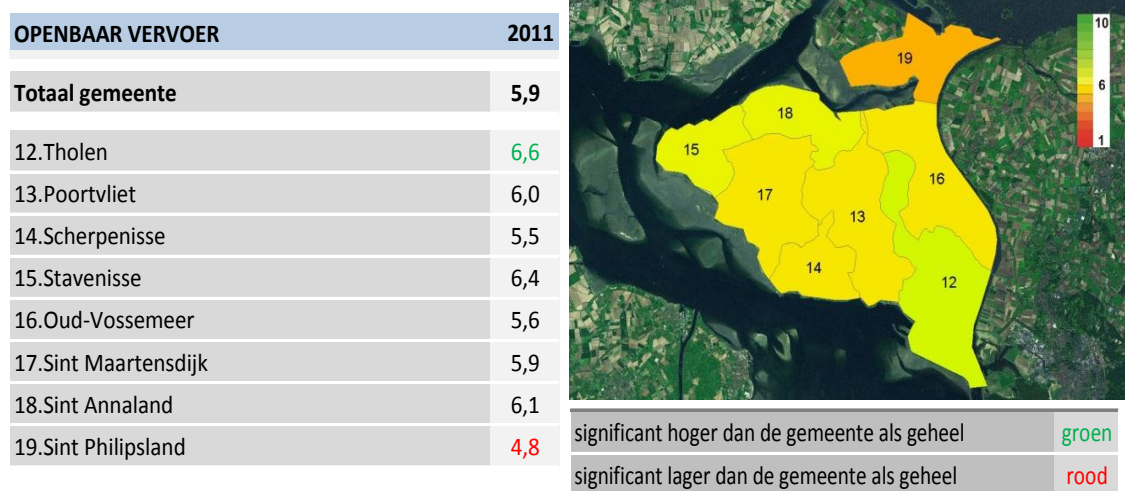 OPENBAAR VERVOER 2011
Totaal gemeente 5,9
12.Tholen 6,6
13.Poortvliet 6,0
14.Scherpenisse 5,5
15.Stavenisse 6,4
16.Oud-Vossemeer 5,6
17.Sint Maartensdijk 5,9
18.Sint Annaland 6,1
19.Sint Philipsland 4,8
10
19
6
18
1
15
16
17
13
14
12
significant hoger dan de gemeente als geheel groen
significant lager dan de gemeente als geheel rood